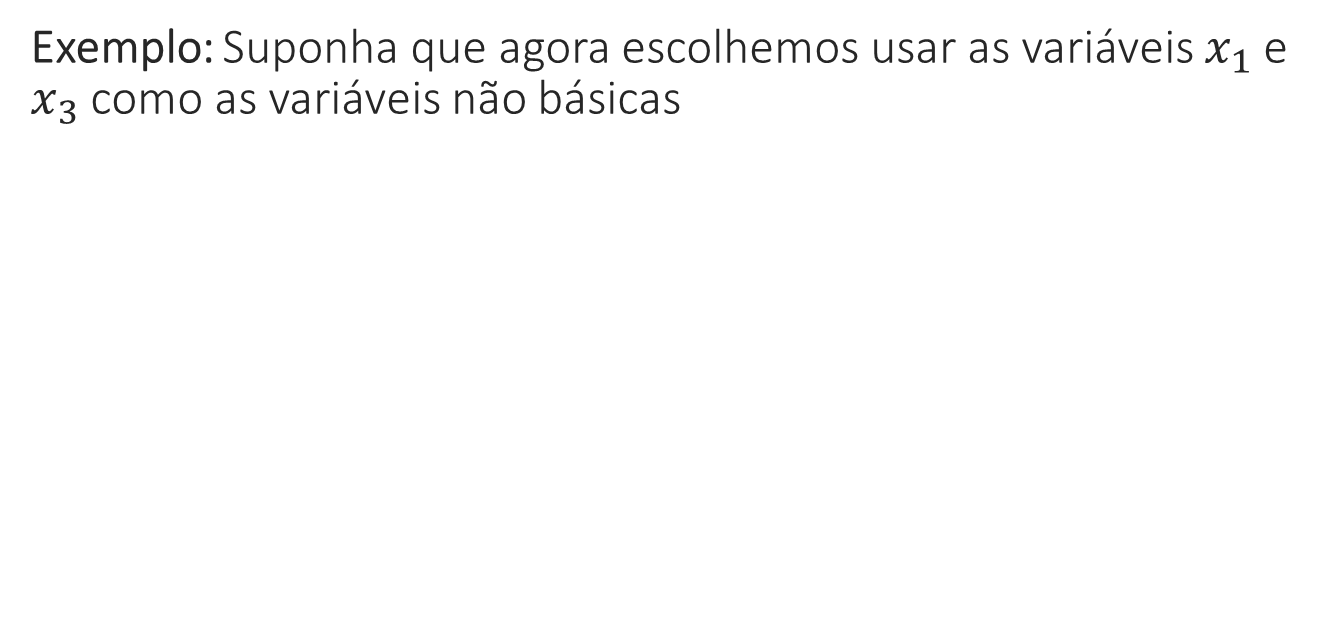 Exemplo: Suponha que agora escolhemos usar as variáveis x₁ e
x₃ como as variáveis não básicas